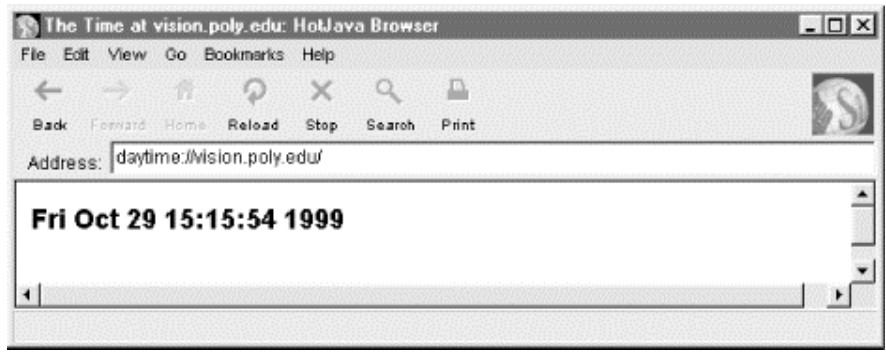 The Time at vision.poly.edu: HotJava Browser
File Edit View Go Bookmarks Help
Back Forward Home Reload Stop Search Print
Address: daytime://vision.poly.edu/
Fri Oct 29 15:15:54 1999